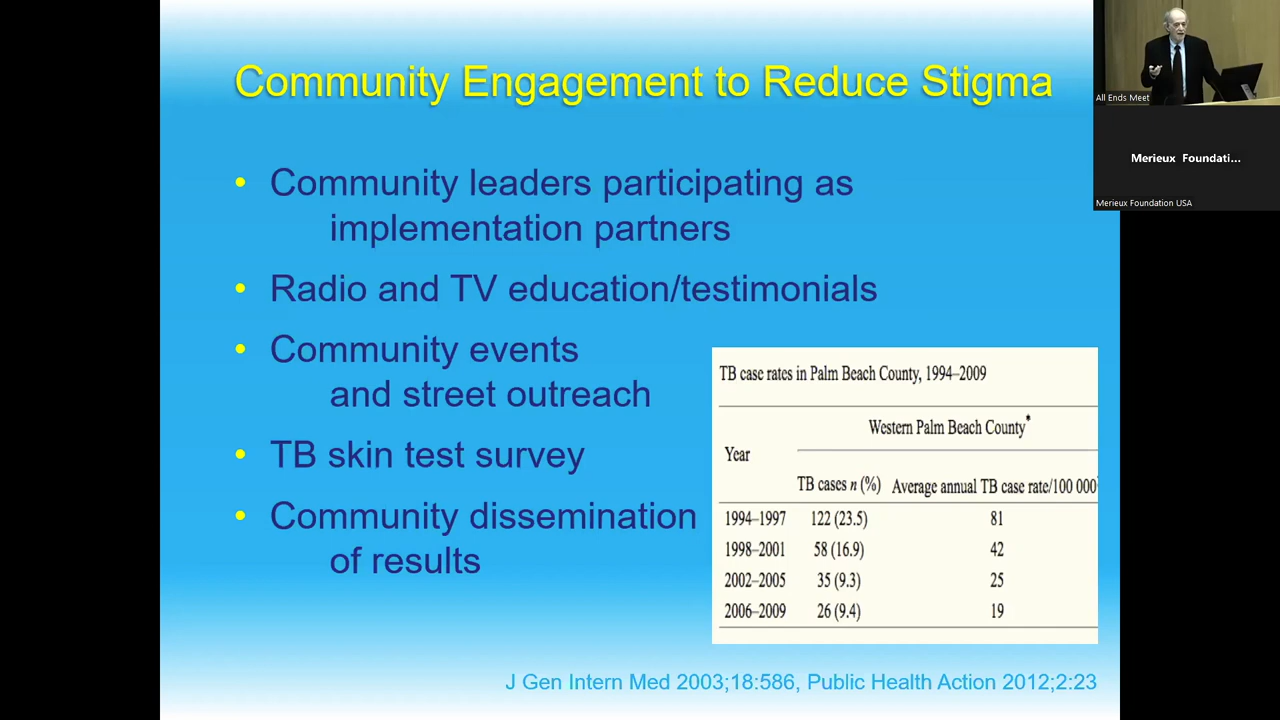 Community Engagement to Reduce Stigma
• Community leaders participating as
implementation partners
• Radio and TV education/testimonials
• Community events
and street outreach
• TB skin test survey
• Community dissemination
of results
TB case rates in Palm Beach County, 1994–2009
Western Palm Beach County*
Year
TB cases n (%) Average annual TB case rate/100 000
1994–1997 122 (23.5) 81
1998–2001 58 (16.9) 42
2002–2005 35 (9.3) 25
2006–2009 26 (9.4) 19
J Gen Intern Med 2003;18:586, Public Health Action 2012;2:23
All Ends Meet
Merieux Foundati...
Merieux Foundation USA